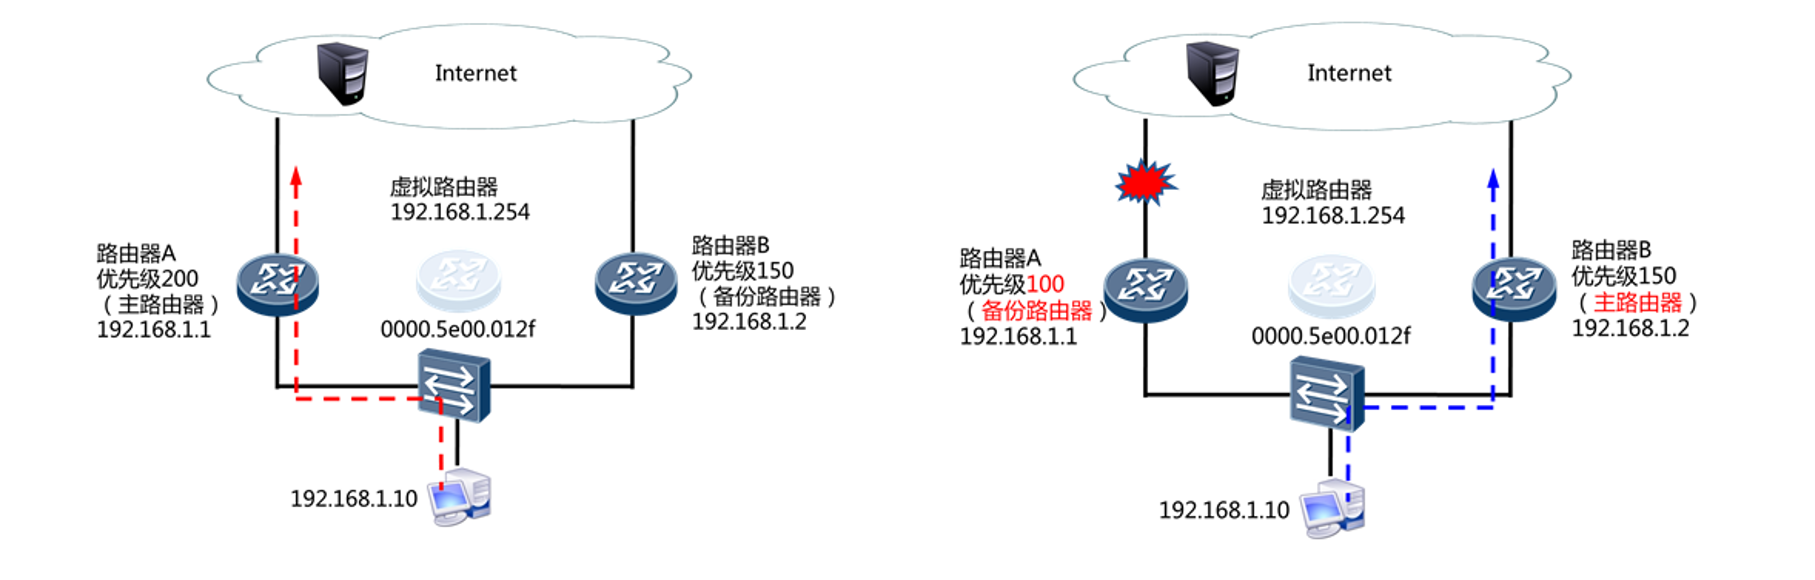 Internet
虚拟路由器
192.168.1.254
路由器A
优先级200
（主路由器）
192.168.1.1
路由器B
优先级150
（备份路由器）
192.168.1.2
0000.5e00.012f
192.168.1.10
Internet
虚拟路由器
192.168.1.254
路由器A
优先级100
（备份路由器）
192.168.1.1
路由器B
优先级150
（主路由器）
192.168.1.2
0000.5e00.012f
192.168.1.10